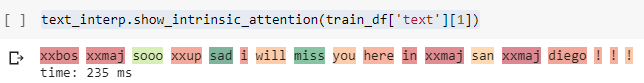 [ ] text_interp.show_intrinsic_attention(train_df['text'][1])
xxbos xxmaj sooo xxup sad i will miss you here in xxmaj san xxmaj diego ! ! !
time: 235 ms